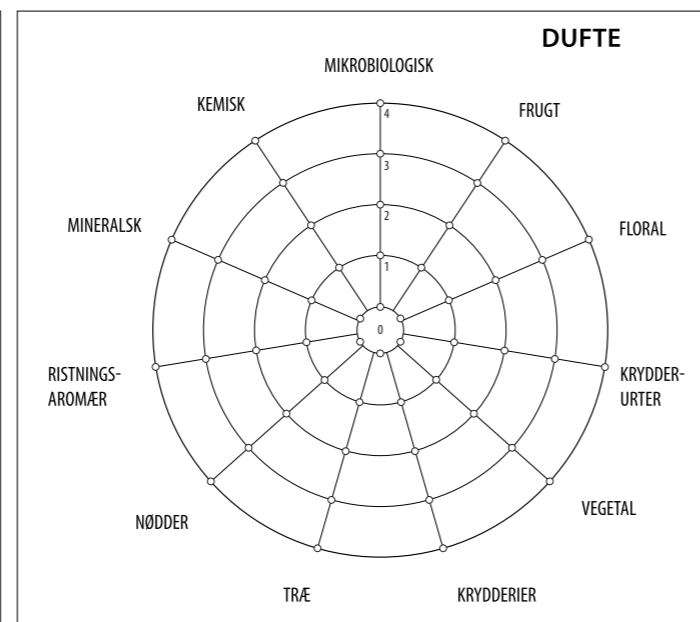 DUFTE
MIKROBIOLOGISK
KEMISK
FRUGT
4
3
MINERALSK
FLORAL
2
1
0
RISTNINGS-
AROMÆR
KRYDDER-
URTER
NØDDER
VEGETAL
TRÆ
KRYDDERIER